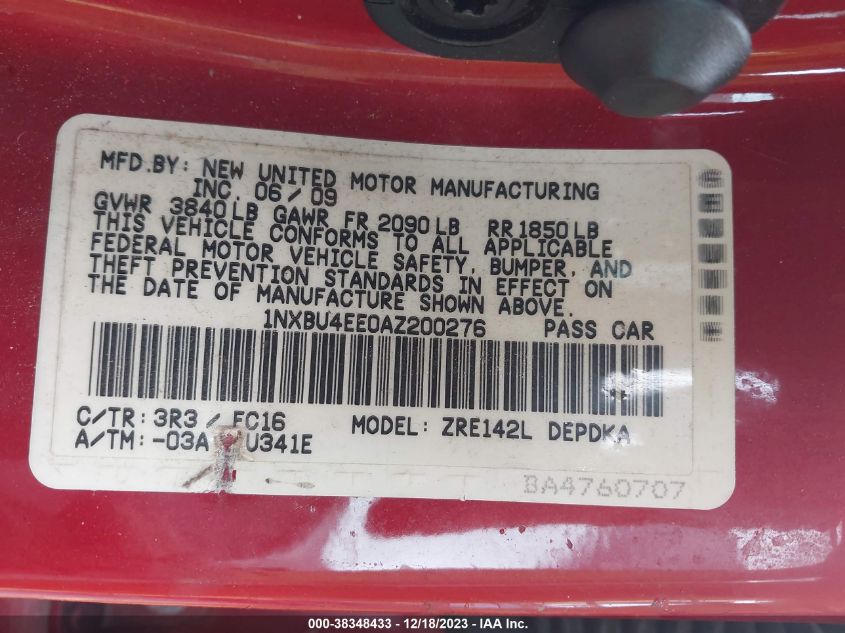 MFD.BY: NEW UNITED MOTOR MANUFACTURING
INC. 06/09
GVWR 3840LB GAWR FR 2090LB RR1850LB
THIS VEHICLE CONFORMS TO ALL APPLICABLE
FEDERAL MOTOR VEHICLE SAFETY, BUMPER, AND
THEFT PREVENTION STANDARDS IN EFFECT ON
THE DATE OF MANUFACTURE SHOWN ABOVE.
1NXBU4EE0AZ200276 PASS CAR
C/TR: 3R3/ FC16 MODEL: ZRE142L DEPDKA
A/TM: -03A U341E
BA4760707
000-38348433 - 12/18/2023 - IAA Inc.